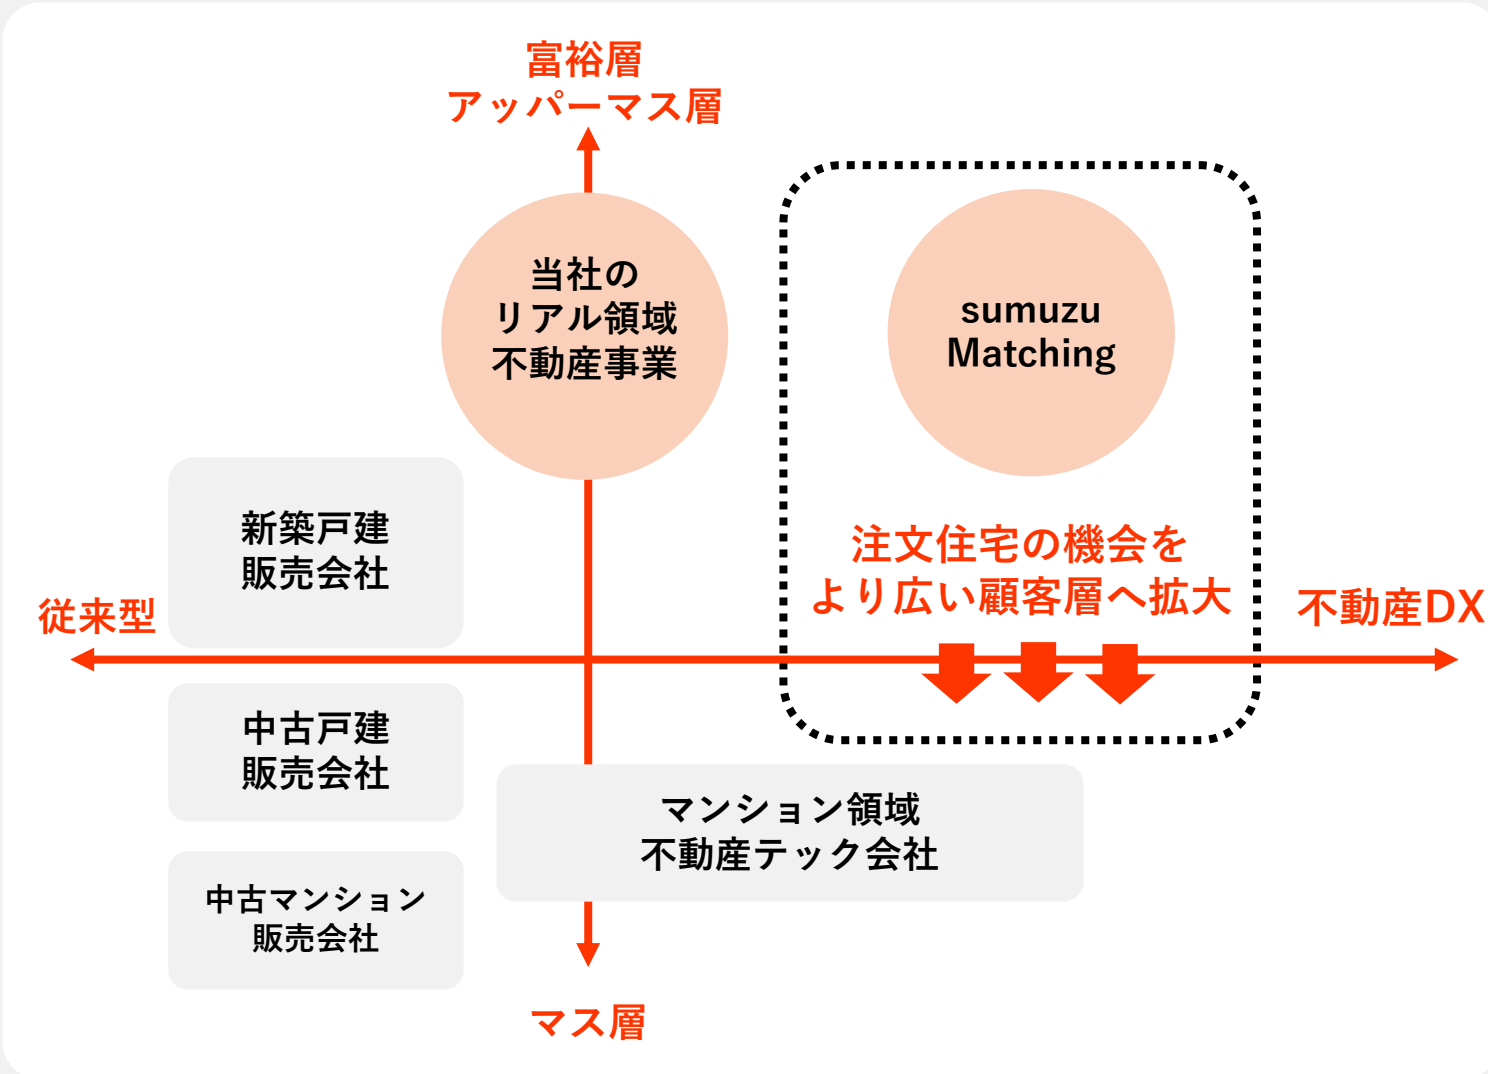 富裕層
アッパーマス層
当社の
リアル領域
不動産事業
sumuzu
Matching
新築戸建
販売会社
注文住宅の機会を
より広い顧客層へ拡大
従来型
不動産DX
中古戸建
販売会社
マンション領域
不動産テック会社
中古マンション
販売会社
マス層